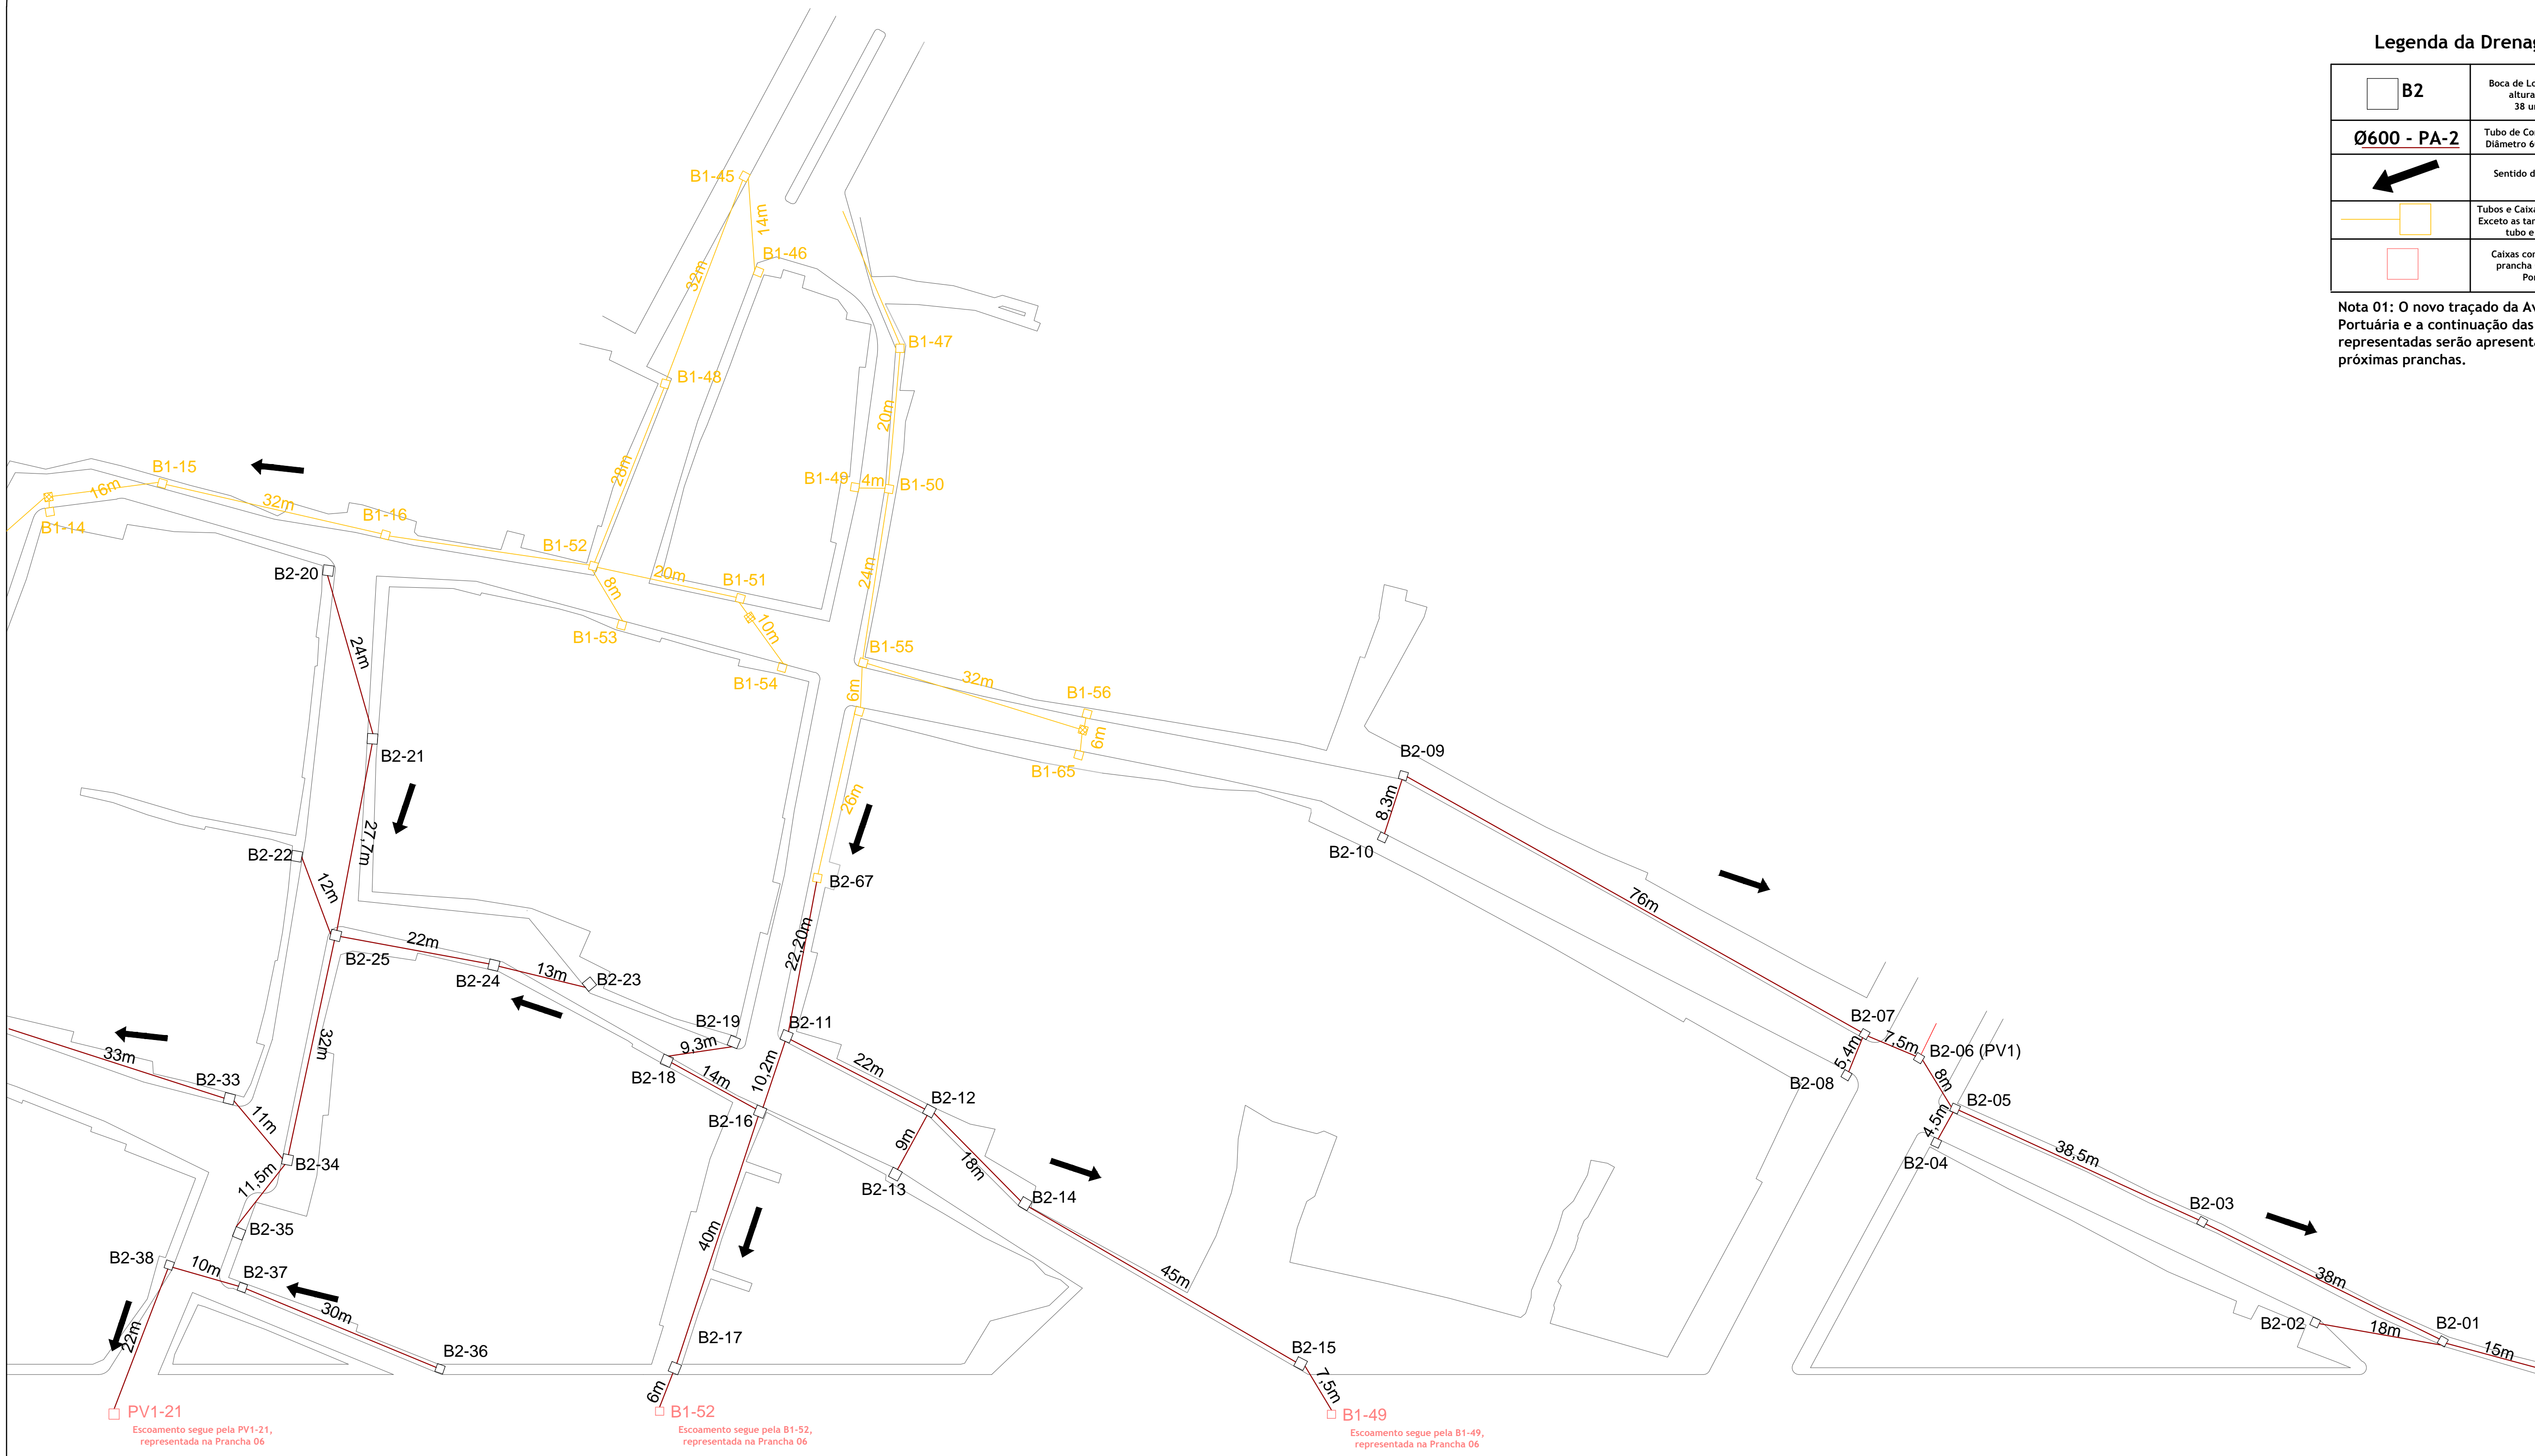 Legenda da Drenag
B2
Boca de Lo
altura
38 u
Ø600 - PA-2
Tubo de Co
Diâmetro 6
Sentido d
Tubos e Caixa
Exceto as ta
tubo e
Caixas co
prancha
Po
Nota 01: O novo traçado da Av
Portuária e a continuação das
representadas serão apresenta
próximas pranchas.
B1-45
14m
B1-46
32m
B1-47
B1-48
20m
28m
B1-49
4m
B1-50
B1-15
16m
32m
B1-16
B1-14
B1-52
20m
B1-51
8m
24m
B2-20
B1-53
10m
B1-54
B1-55
32m
B1-56
6m
6m
B1-65
24m
B2-21
B2-09
8,3m
B2-10
26m
27,7m
B2-22
12m
B2-67
76m
22,20m
22m
B2-25
B2-24
13m
B2-23
B2-19
B2-11
9,3m
B2-18
14m
10,2m
22m
B2-07
7,5m
B2-06 (PV1)
5,4m
B2-08
8m
33m
32m
B2-33
11m
B2-16
B2-12
9m
B2-05
4,5m
B2-04
38,5m
B2-34
11,5m
18m
B2-13
B2-14
B2-35
40m
B2-03
B2-38
10m
B2-37
45m
38m
30m
22m
B2-36
B2-17
B2-15
B2-02
18m
B2-01
15m
6m
7,5m
PV1-21
Escoamento segue pela PV1-21,
representada na Prancha 06
B1-52
Escoamento segue pela B1-52,
representada na Prancha 06
B1-49
Escoamento segue pela B1-49,
representada na Prancha 06